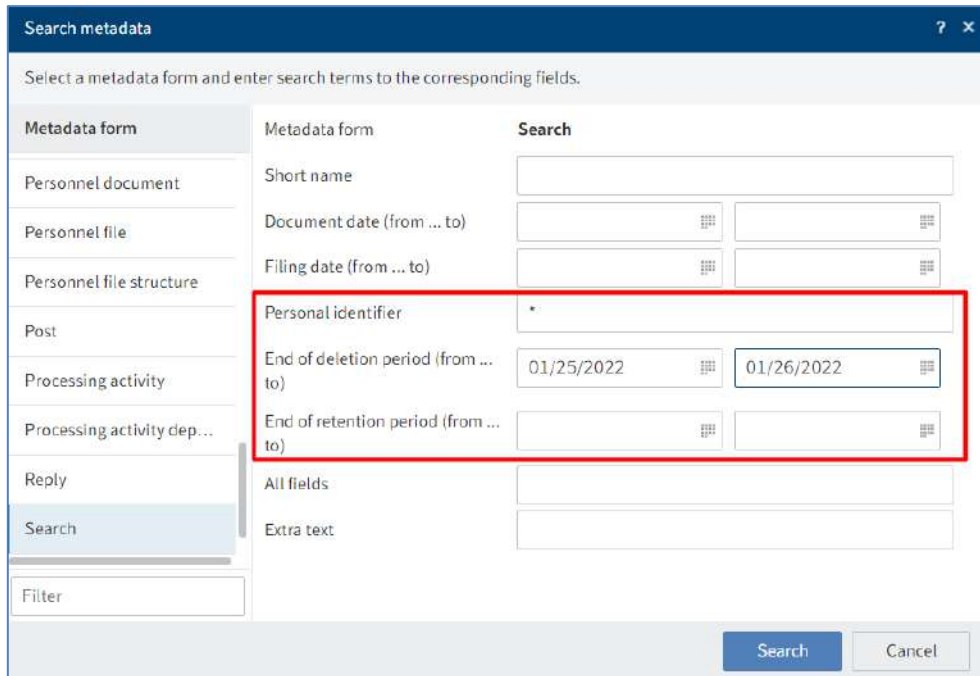 Search metadata ? ×
Select a metadata form and enter search terms to the corresponding fields.
Metadata form
Personnel document
Personnel file
Personnel file structure
Post
Processing activity
Processing activity dep...
Reply
Search
Filter
Metadata form Search
Short name
Document date (from ... to)
Filing date (from ... to)
Personal identifier *
End of deletion period (from ... 01/25/2022 01/26/2022
to)
End of retention period (from ...
to)
All fields
Extra text
Search Cancel